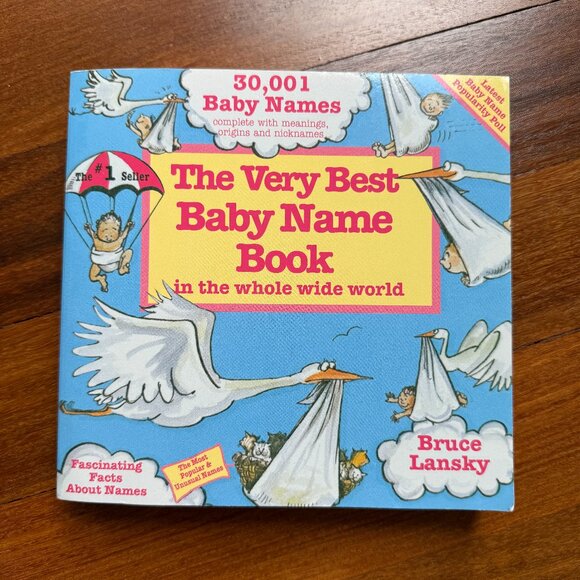 30,001
Baby Names
complete with meanings,
origins and nicknames
Latest
Baby Name
Popularity Poll
The #1 Seller
The Very Best
Baby Name
Book
in the whole wide world
Bruce
Lansky
Fascinating
Facts
About Names
The Most
Popular &
Unusual Names